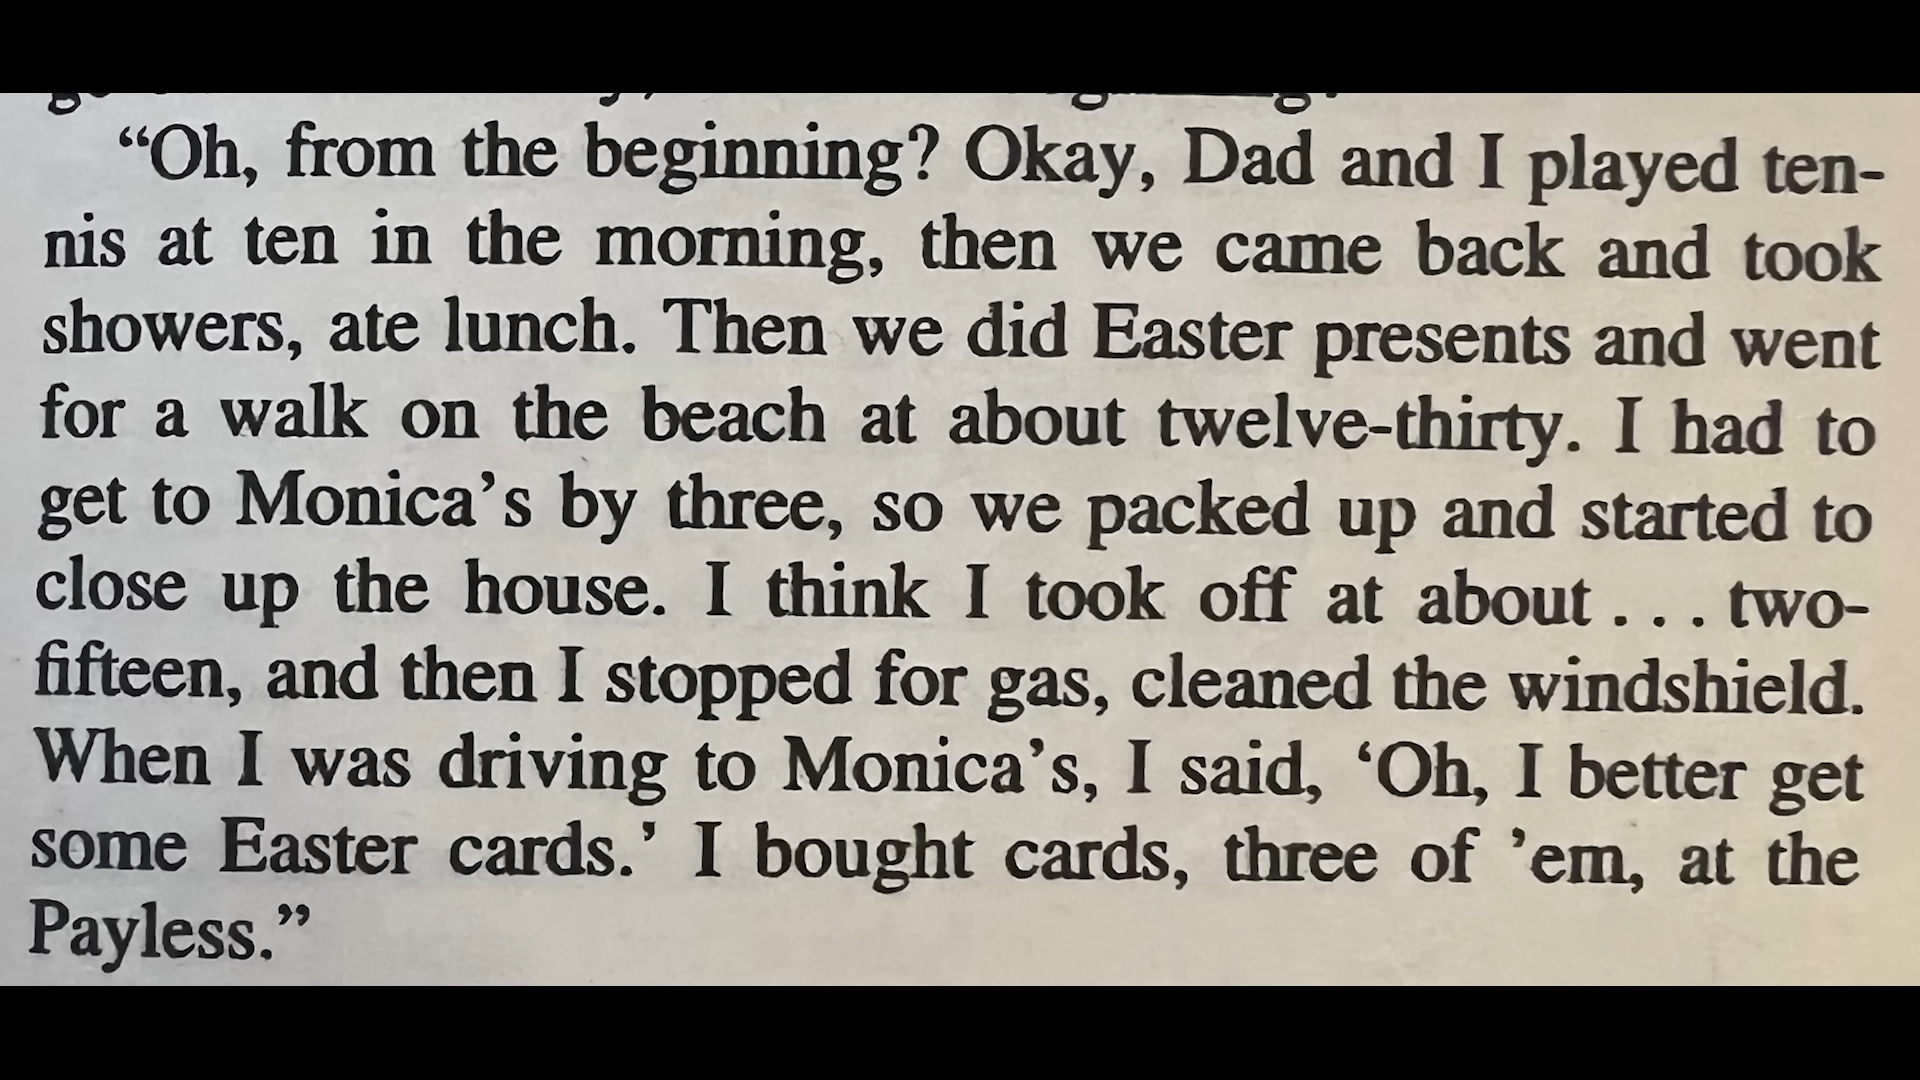 “Oh, from the beginning? Okay, Dad and I played ten-
nis at ten in the morning, then we came back and took
showers, ate lunch. Then we did Easter presents and went
for a walk on the beach at about twelve-thirty. I had to
get to Monica’s by three, so we packed up and started to
close up the house. I think I took off at about . . . two-
fifteen, and then I stopped for gas, cleaned the windshield.
When I was driving to Monica’s, I said, ‘Oh, I better get
some Easter cards.’ I bought cards, three of ’em, at the
Payless.”